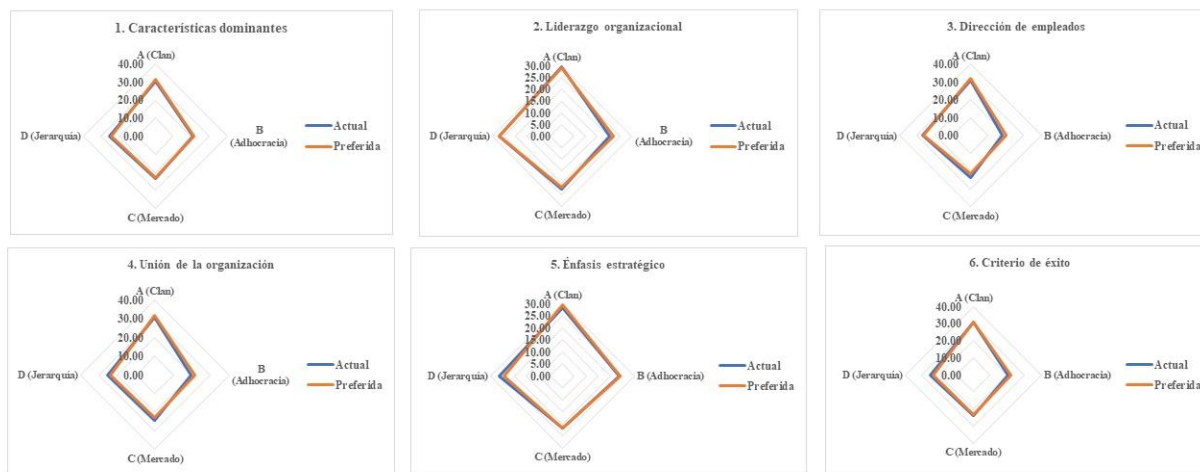 1. Características dominantes
A (Clan)
40.00
30.00
20.00
10.00
0.00
D (Jerarquía)
B
(Adhocracia)
C (Mercado)
Actual
Preferida
2. Liderazgo organizacional
A (Clan)
30.00
25.00
20.00
15.00
10.00
5.00
0.00
D (Jerarquía)
B
(Adhocracia)
C (Mercado)
Actual
Preferida
3. Dirección de empleados
A (Clan)
40.00
30.00
20.00
10.00
0.00
D (Jerarquía)
B (Adhocracia)
C (Mercado)
Actual
Preferida
4. Unión de la organización
A (Clan)
40.00
30.00
20.00
10.00
0.00
D (Jerarquía)
B
(Adhocracia)
C (Mercado)
Actual
Preferida
5. Énfasis estratégico
A (Clan)
30.00
25.00
20.00
15.00
10.00
5.00
0.00
D (Jerarquía)
B (Adhocracia)
C (Mercado)
Actual
Preferida
6. Criterio de éxito
A (Clan)
40.00
30.00
20.00
10.00
0.00
D (Jerarquía)
B (Adhocracia)
C (Mercado)
Actual
Preferida